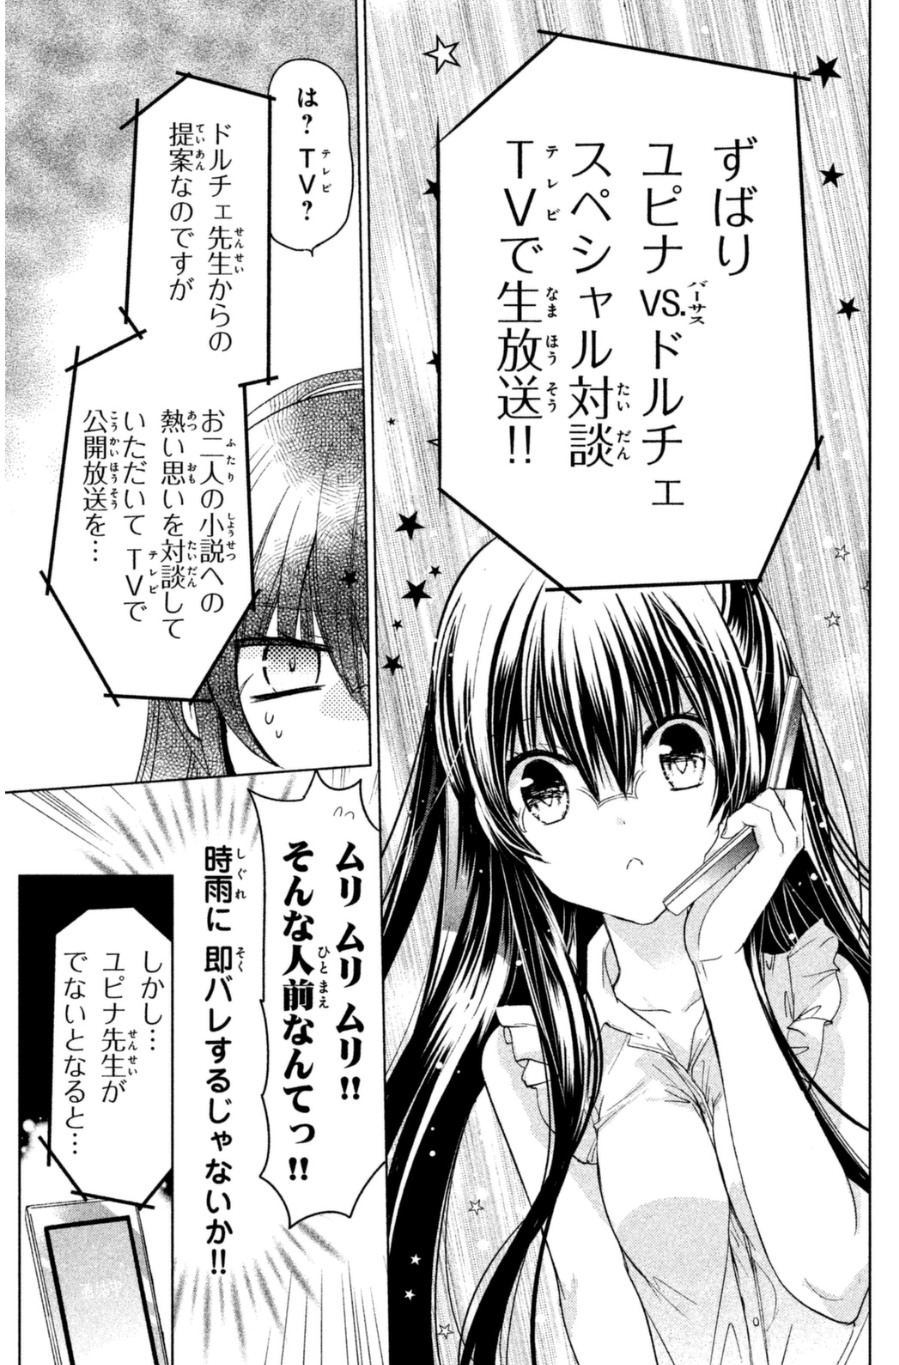 ずばり
ユピナVS.ドルチェ
スペシャル対談
TVで生放送!!
は?TV?
ドルチェ先生からの
提案なのですが
お二人の小説への
熱い思いを対談して
いただいてTVで
公開放送を…
ムリムリムリ!!
そんな人前なんてっ!!
時雨に即バレするじゃないか!!
しかし…
ユピナ先生が
でないとなると…